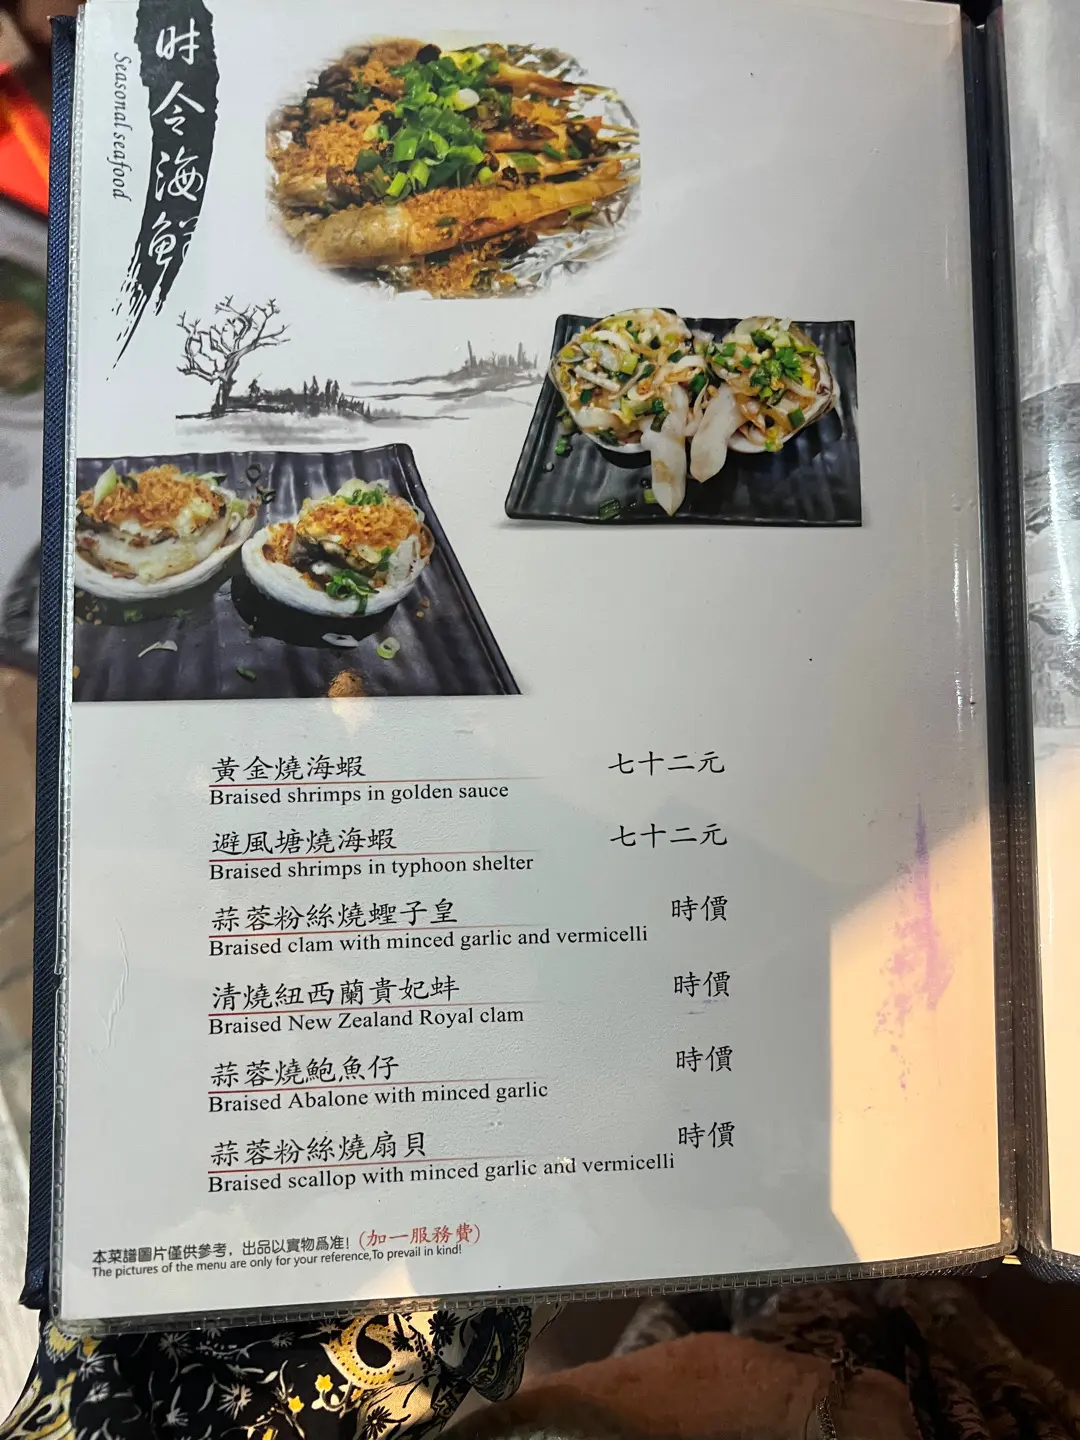 时令海鲜
Seasonal seafood
黃金燒海蝦 七十二元
Braised shrimps in golden sauce
避風塘燒海蝦 七十二元
Braised shrimps in typhoon shelter
蒜蓉粉絲燒蟶子皇 時價
Braised clam with minced garlic and vermicelli
清燒紐西蘭貴妃蚌 時價
Braised New Zealand Royal clam
蒜蓉燒鮑魚仔 時價
Braised Abalone with minced garlic
蒜蓉粉絲燒扇貝 時價
Braised scallop with minced garlic and vermicelli
本菜譜圖片僅供參考，出品以實物爲准! (加一服務費)
The pictures of the menu are only for your reference,To prevail in kind!